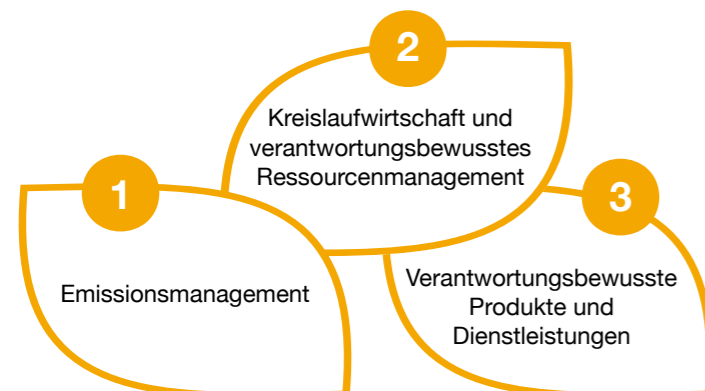 1
Emissionsmanagement
2
Kreislaufwirtschaft und
verantwortungsbewusstes
Ressourcenmanagement
3
Verantwortungsbewusste
Produkte und
Dienstleistungen